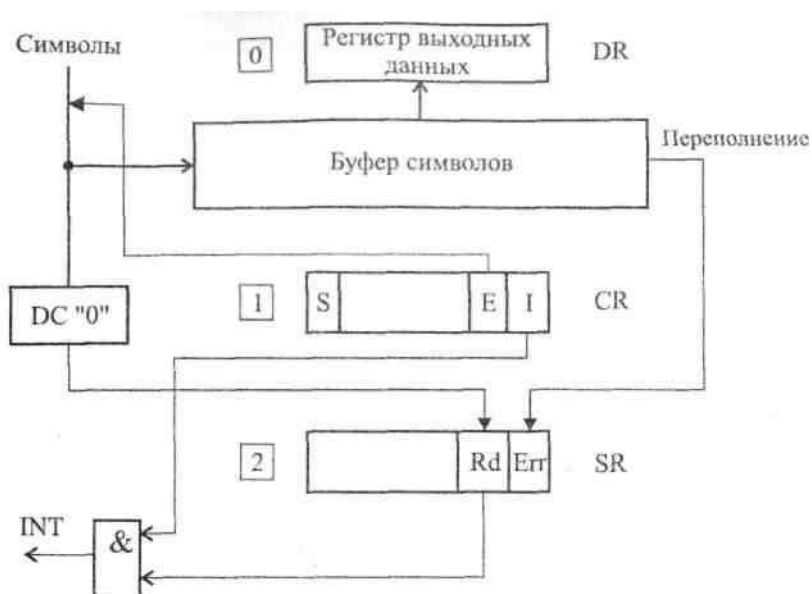 Символы
0
Регистр выходных
данных
DR
Буфер символов
Переполнение
DC "0"
1
S
E
I
CR
2
Rd
Err
SR
INT
&